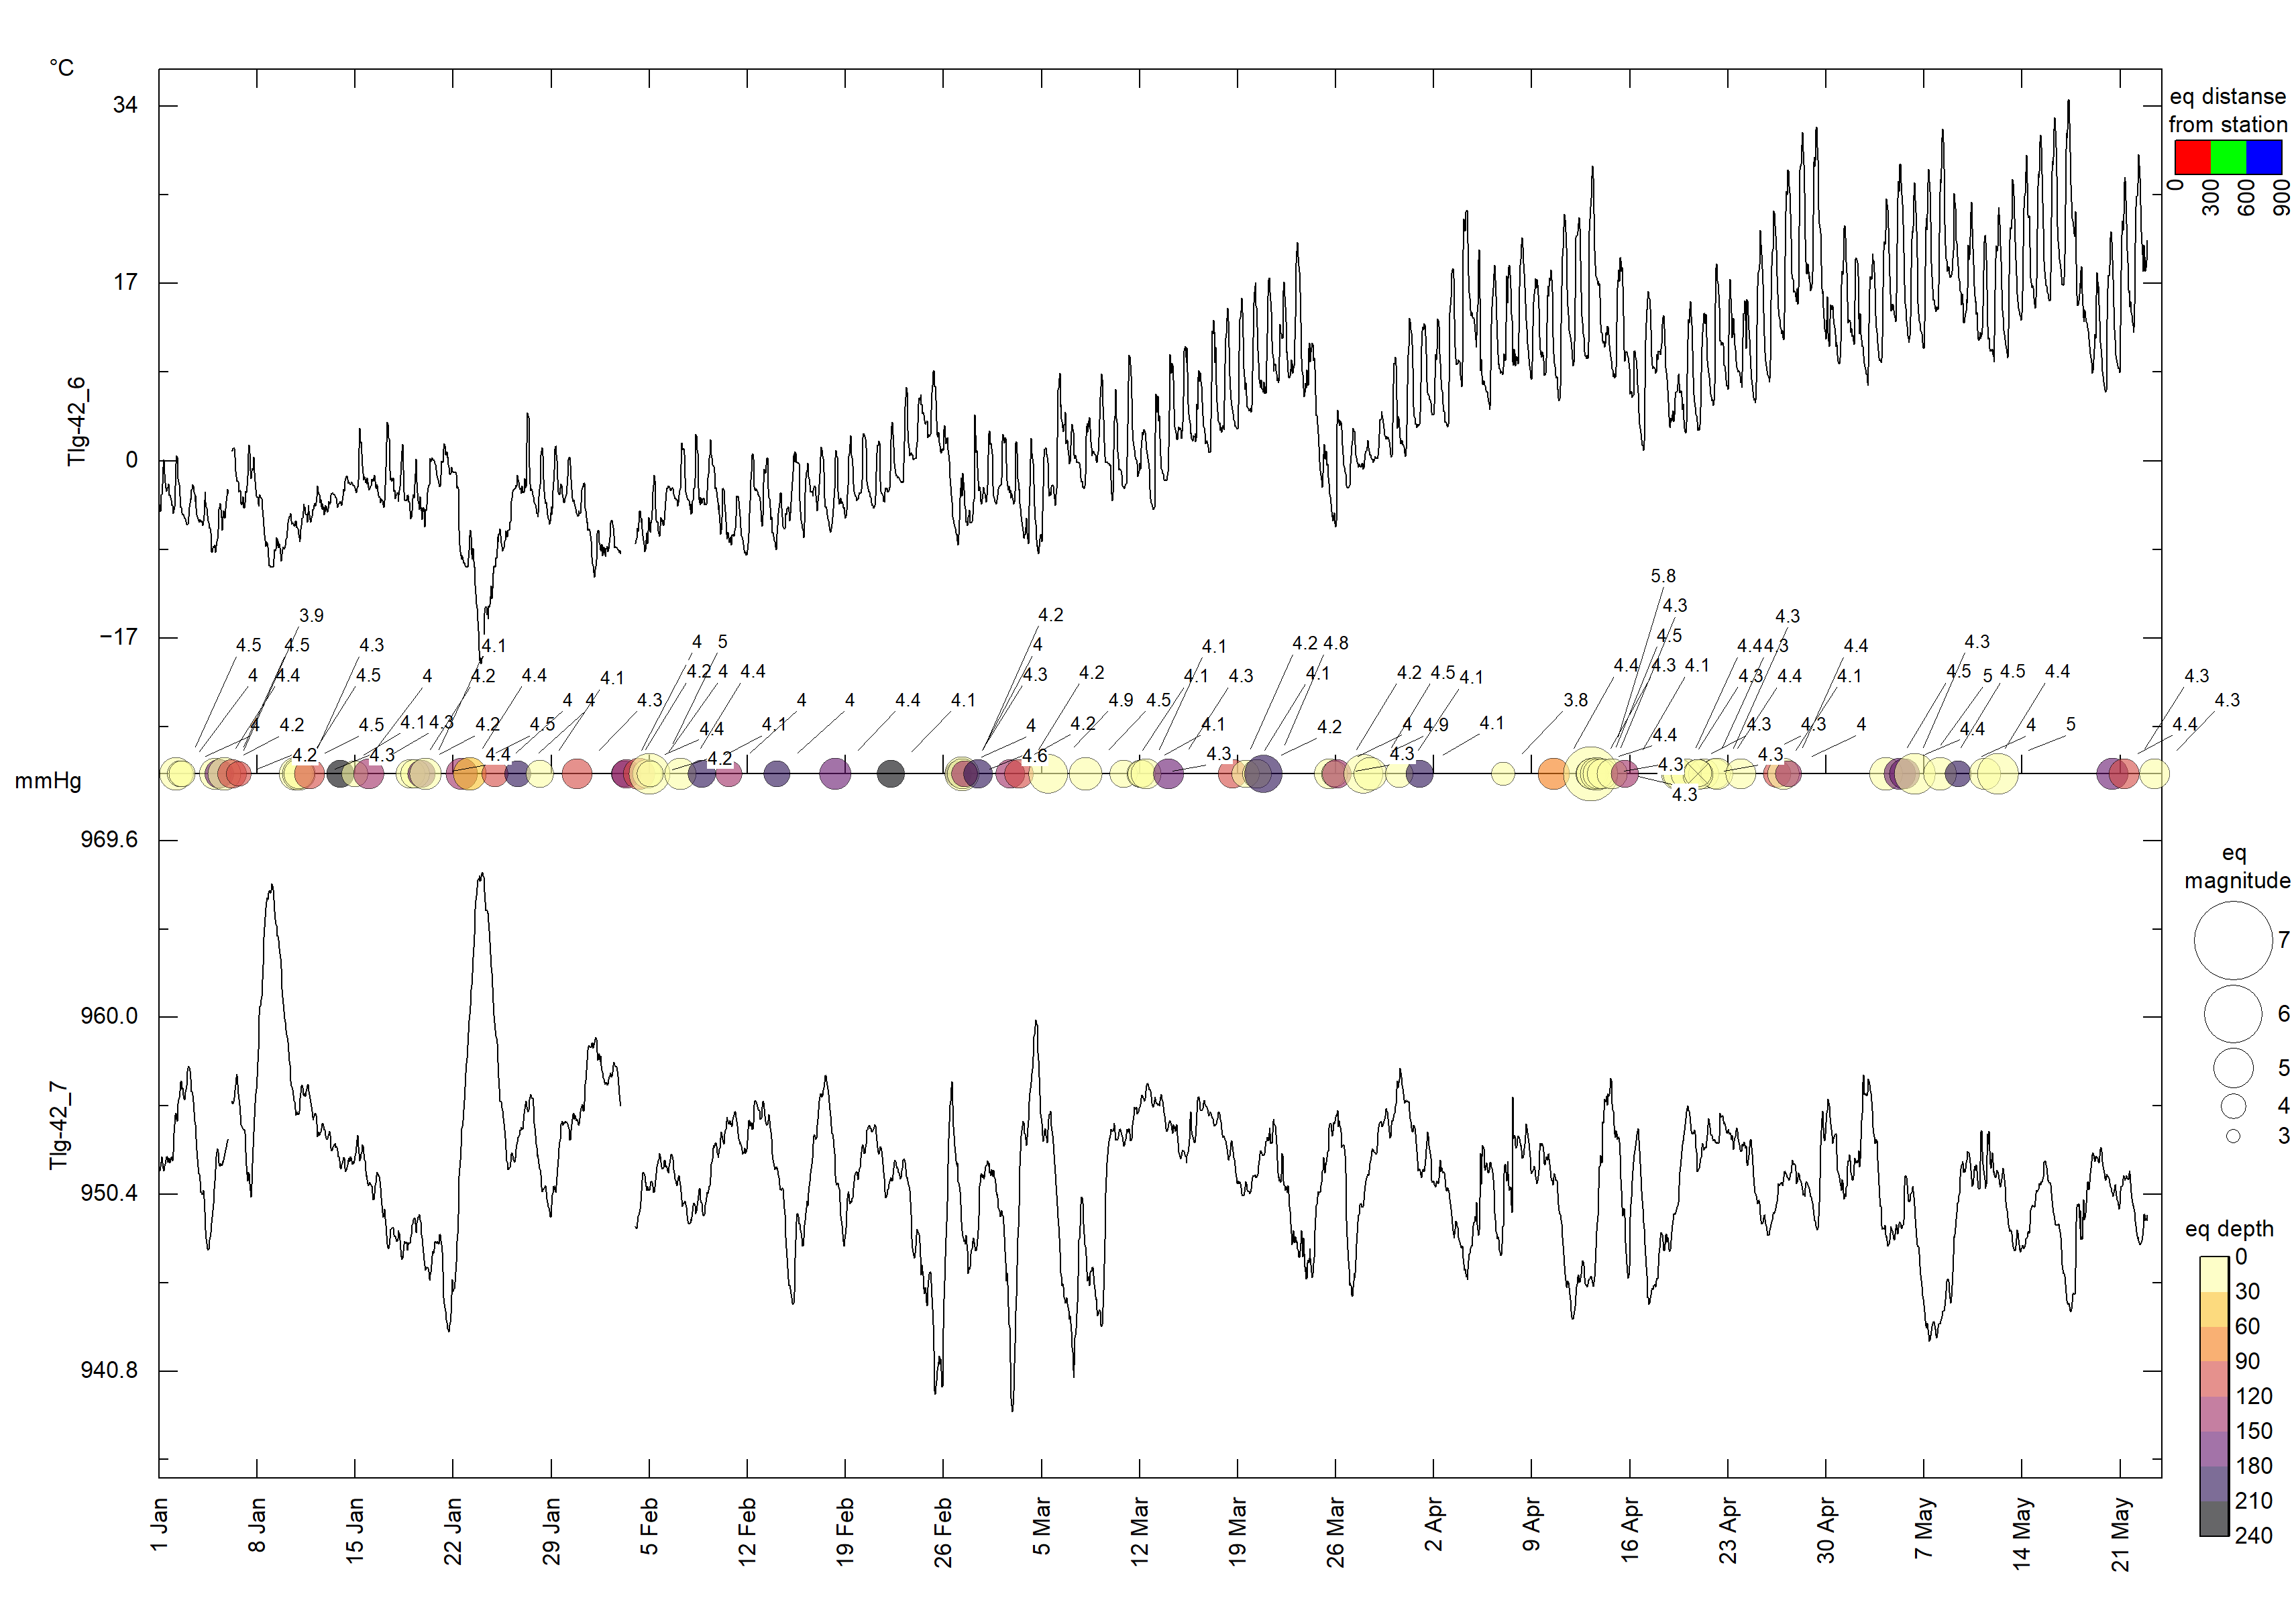 °C
34
17
0
−17
Tlg-42_6
eq distanse
from station
0
300
600
900
5.8
3.9 4.2 4.3 4.3
4.5 4.5 4.3 4.1 4 5 4 4.1 4.2 4.8 4.5 4.4 4.3 4.4 4.3
4 4.4 4.5 4 4.2 4.4 4.1 4.2 4 4.4 4.3 4.2 4.1 4.3 4.1 4.2 4.5 4.1 4.4 4.3 4.1 4.3 4.4 4.1 4.5 5 4.5 4.4 4.3
4 4 4.3 4 4 4.4 4.1 4.9 4.5 3.8 4.3
4 4.2 4.5 4.1 4.3 4.2 4.5 4.4 4.1 4 4.2 4.1 4.2 4 4.9 4.1 4.4 4.3 4.3 4 4.4 4 5 4.4
4.2 4.3 4.4 4.2 4.6 4.3 4.3 4.3 4.3
4.3
mmHg
969.6
960.0
950.4
940.8
Tlg-42_7
eq
magnitude
7
6
5
4
3
eq depth
0
30
60
90
120
150
180
210
240
1 Jan
8 Jan
15 Jan
22 Jan
29 Jan
5 Feb
12 Feb
19 Feb
26 Feb
5 Mar
12 Mar
19 Mar
26 Mar
2 Apr
9 Apr
16 Apr
23 Apr
30 Apr
7 May
14 May
21 May